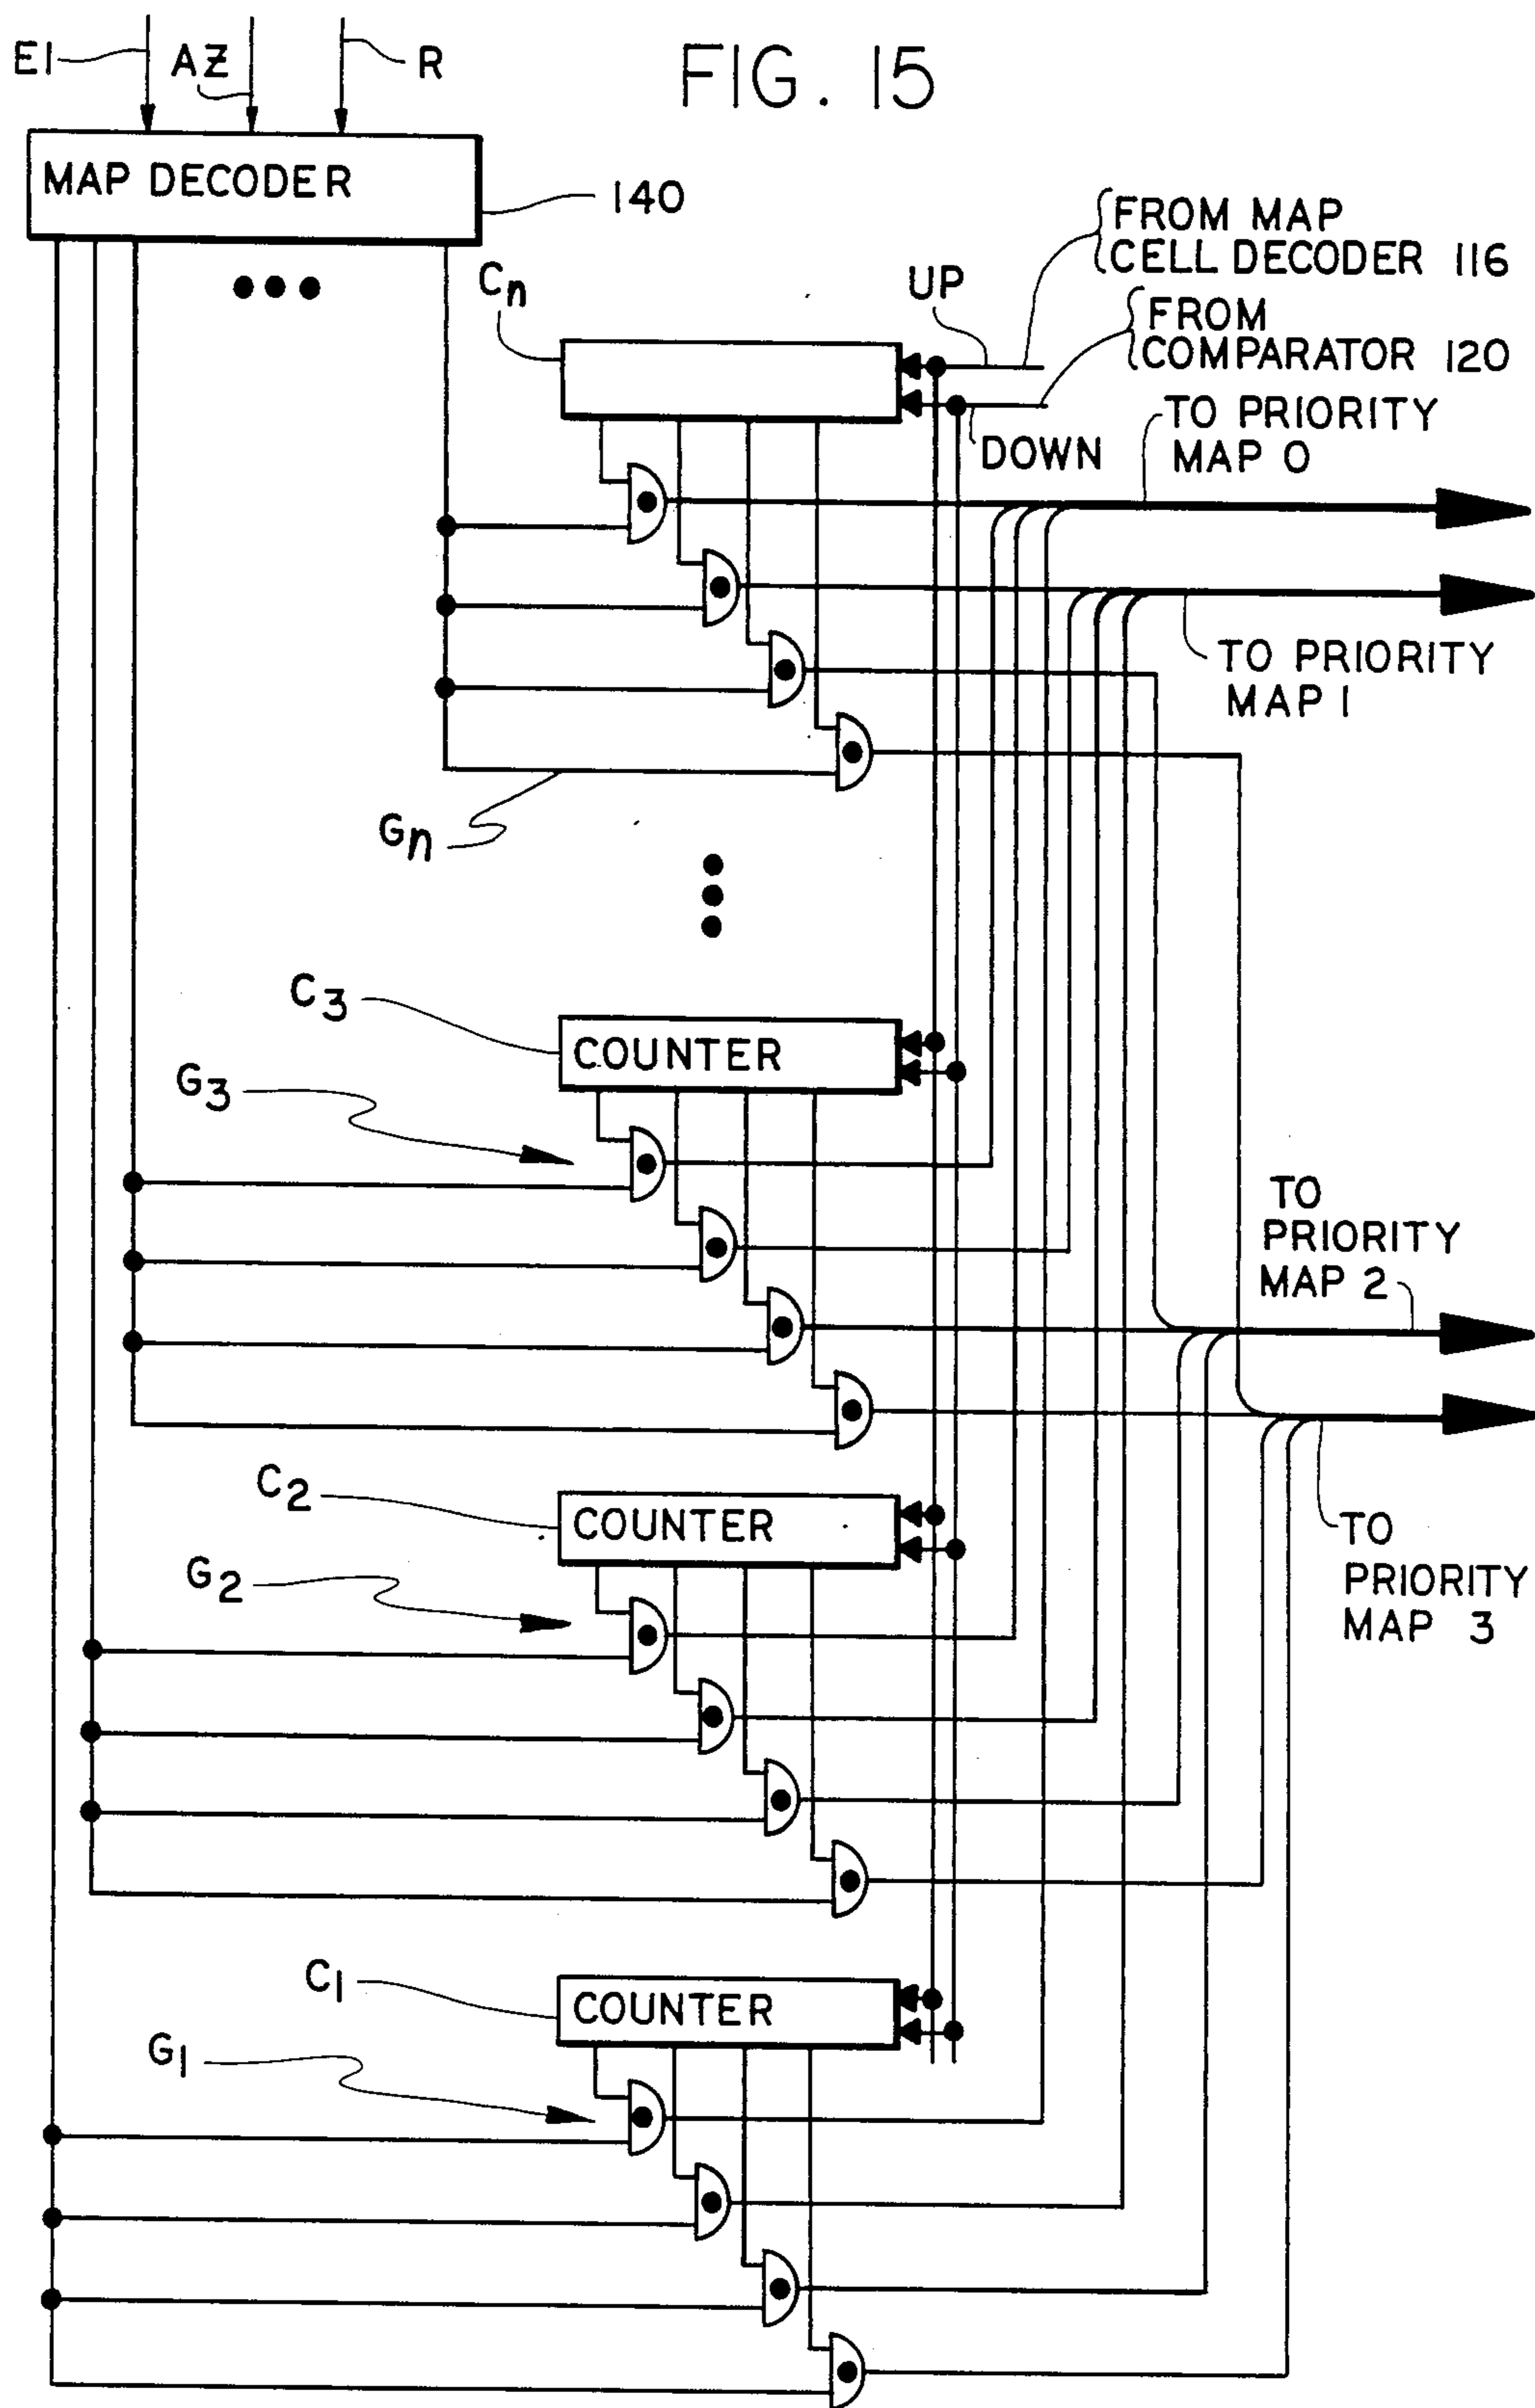 FIG. 15
El
AZ
R
MAP DECODER
140
FROM MAP
CELL DECODER 116
UP
FROM
COMPARATOR 120
Cn
DOWN
TO PRIORITY
MAP 0
TO PRIORITY
MAP 1
Gn
C3
COUNTER
G3
TO
PRIORITY
MAP 2
C2
COUNTER
G2
TO
PRIORITY
MAP 3
C1
COUNTER
G1